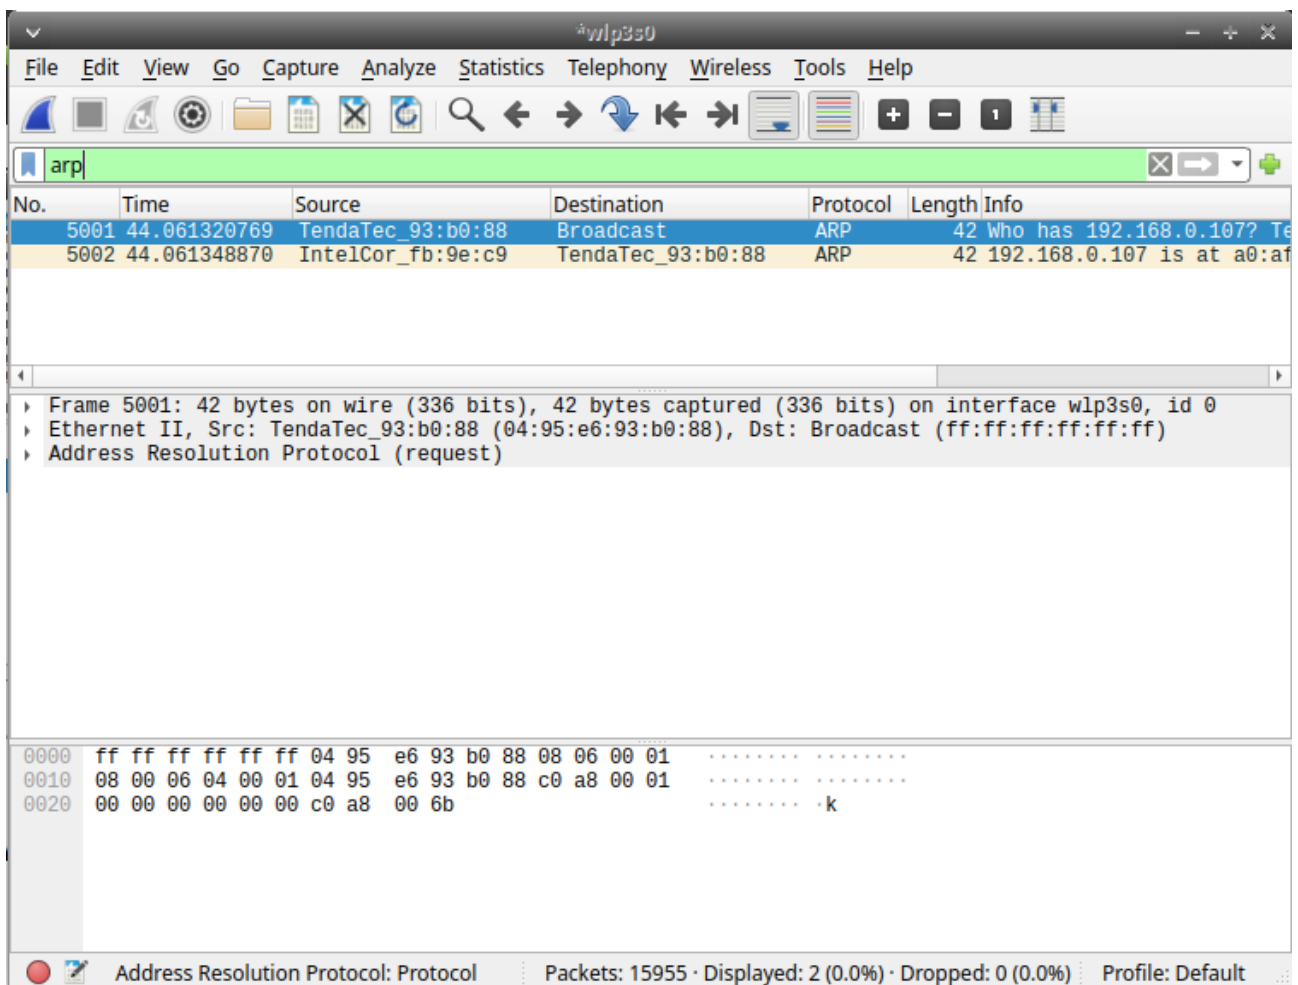 *wlp3s0
File Edit View Go Capture Analyze Statistics Telephony Wireless Tools Help
1
arp
No. Time Source Destination Protocol Length Info
5001 44.061320769 TendaTec_93:b0:88 Broadcast ARP 42 Who has 192.168.0.107? Te
5002 44.061348870 IntelCor_fb:9e:c9 TendaTec_93:b0:88 ARP 42 192.168.0.107 is at a0:af
Frame 5001: 42 bytes on wire (336 bits), 42 bytes captured (336 bits) on interface wlp3s0, id 0
Ethernet II, Src: TendaTec_93:b0:88 (04:95:e6:93:b0:88), Dst: Broadcast (ff:ff:ff:ff:ff:ff)
Address Resolution Protocol (request)
0000 ff ff ff ff ff ff 04 95 e6 93 b0 88 08 06 00 01 ········ ········
0010 08 00 06 04 00 01 04 95 e6 93 b0 88 c0 a8 00 01 ········ ········
0020 00 00 00 00 00 00 c0 a8 00 6b ········ ·k
Address Resolution Protocol: Protocol Packets: 15955 · Displayed: 2 (0.0%) · Dropped: 0 (0.0%) Profile: Default